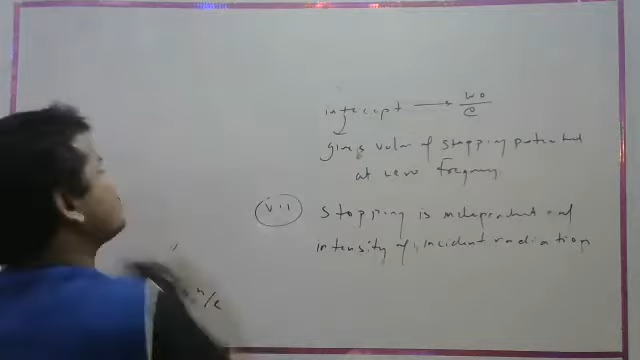 intercept → W0/e
gives value of stopping potential
at zero frequency.
(vii) Stopping is independent of
intensity of incident radiation
h/e